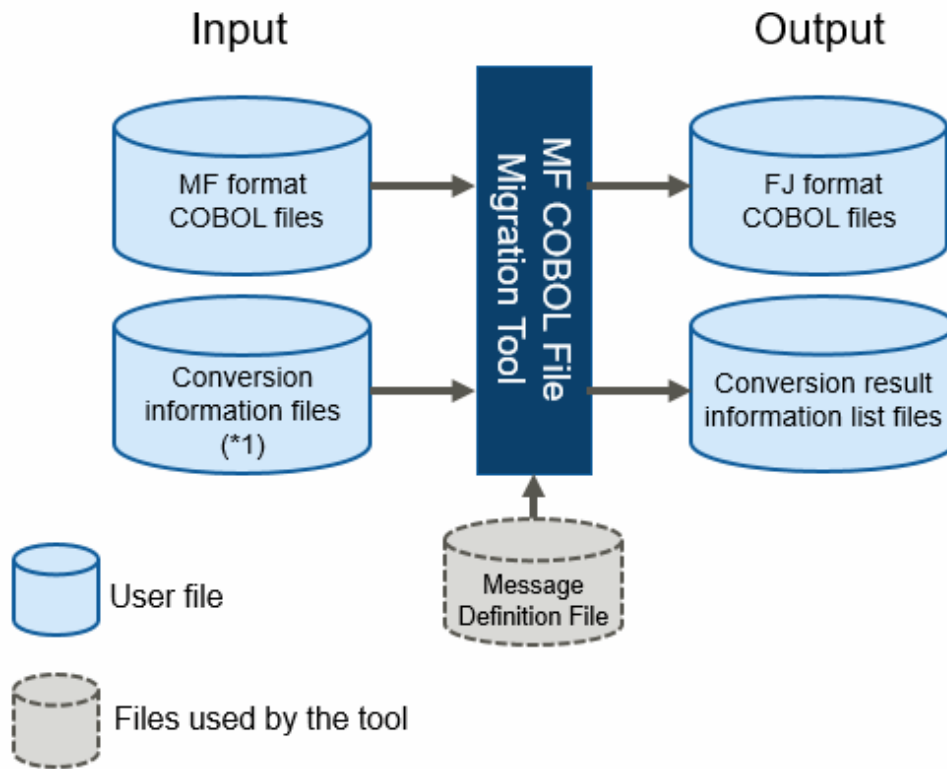 Input
Output
MF format
COBOL files
MF COBOL File
Migration Tool
FJ format
COBOL files
Conversion
information files
(*1)
Conversion result
information list files
Message
Definition File
User file
Files used by the tool